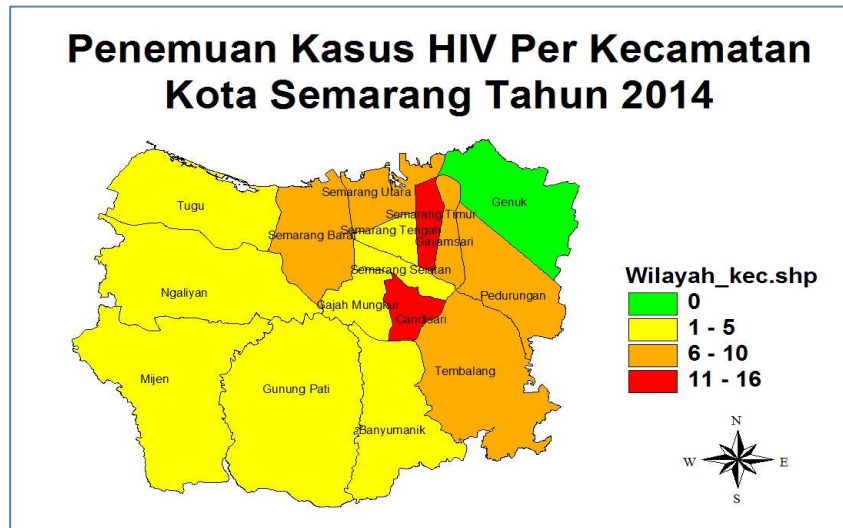 Penemuan Kasus HIV Per Kecamatan
Kota Semarang Tahun 2014
Semarang Utara
Genuk
Tugu
Semarang Timur
Semarang Tengah
Semarang Barat
Gayamsari
Semarang Selatan
Wilayah_kec.shp
Ngaliyan
Pedurungan
0
Gajah Mungkur
1 - 5
Candisari
6 - 10
Tembalang
11 - 16
Mijen
Gunung Pati
Banyumanik
N
W
E
S